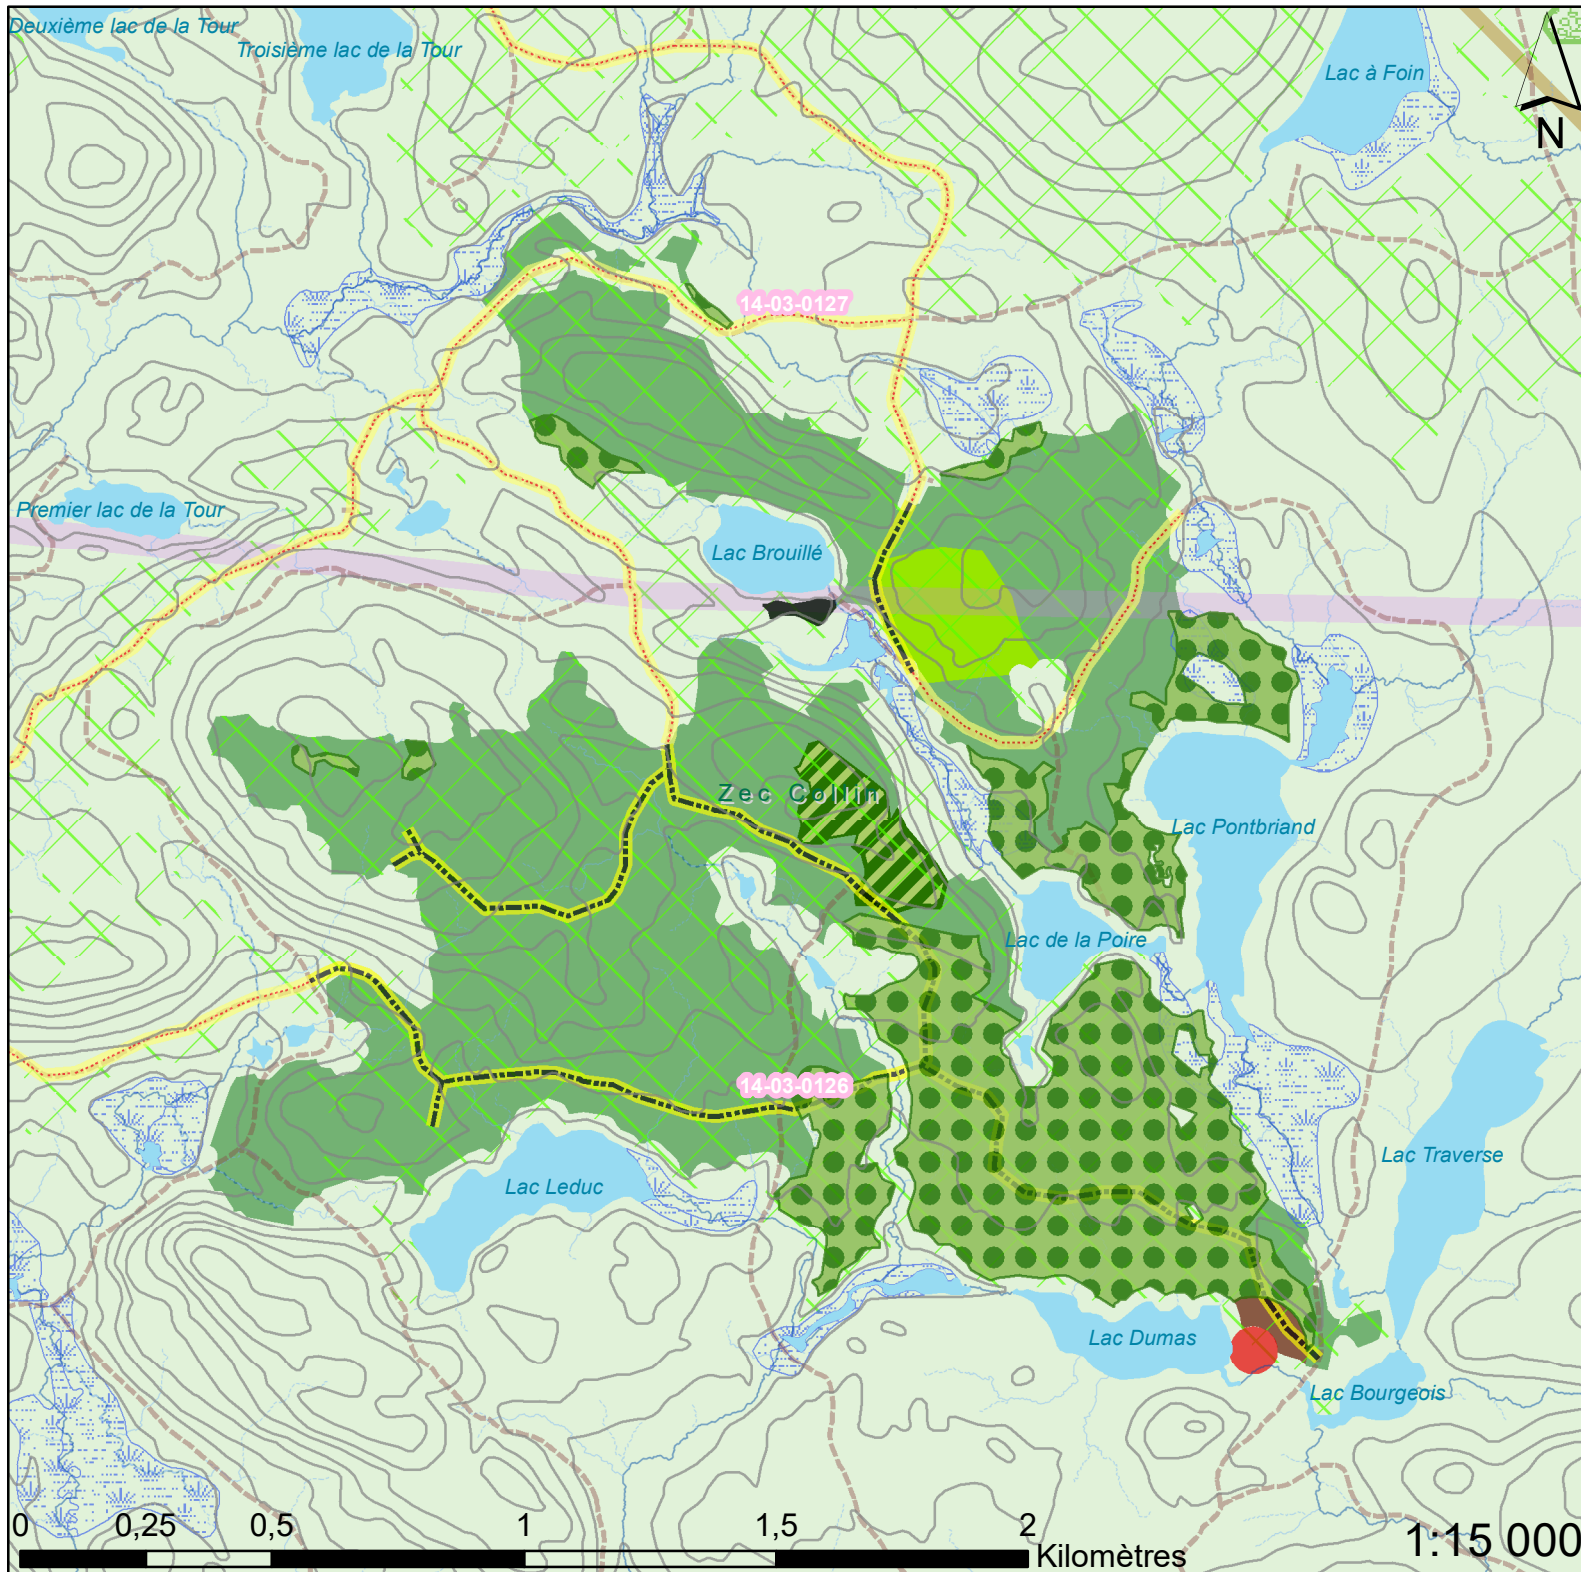 Deuxième lac de la Tour
Troisième lac de la Tour
Lac à Foin
N
14-03-0127
Premier lac de la Tour
Lac Brouillé
Zec Collin
Lac Pontbriand
Lac de la Poire
14-03-0126
Lac Traverse
Lac Leduc
Lac Dumas
Lac Bourgeois
0 0,25 0,5 1 1,5 2
Kilomètres
1:15 000